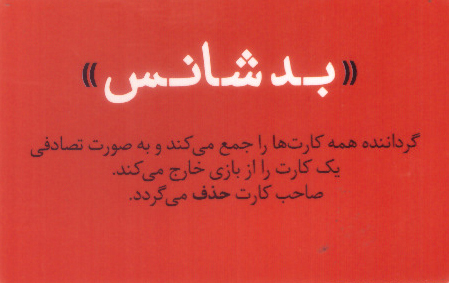 «بدشانس»
گرداننده همه کارت‌ها را جمع می‌کند و به صورت تصادفی
یک کارت را از بازی خارج می‌کند.
صاحب کارت حذف می‌گردد.